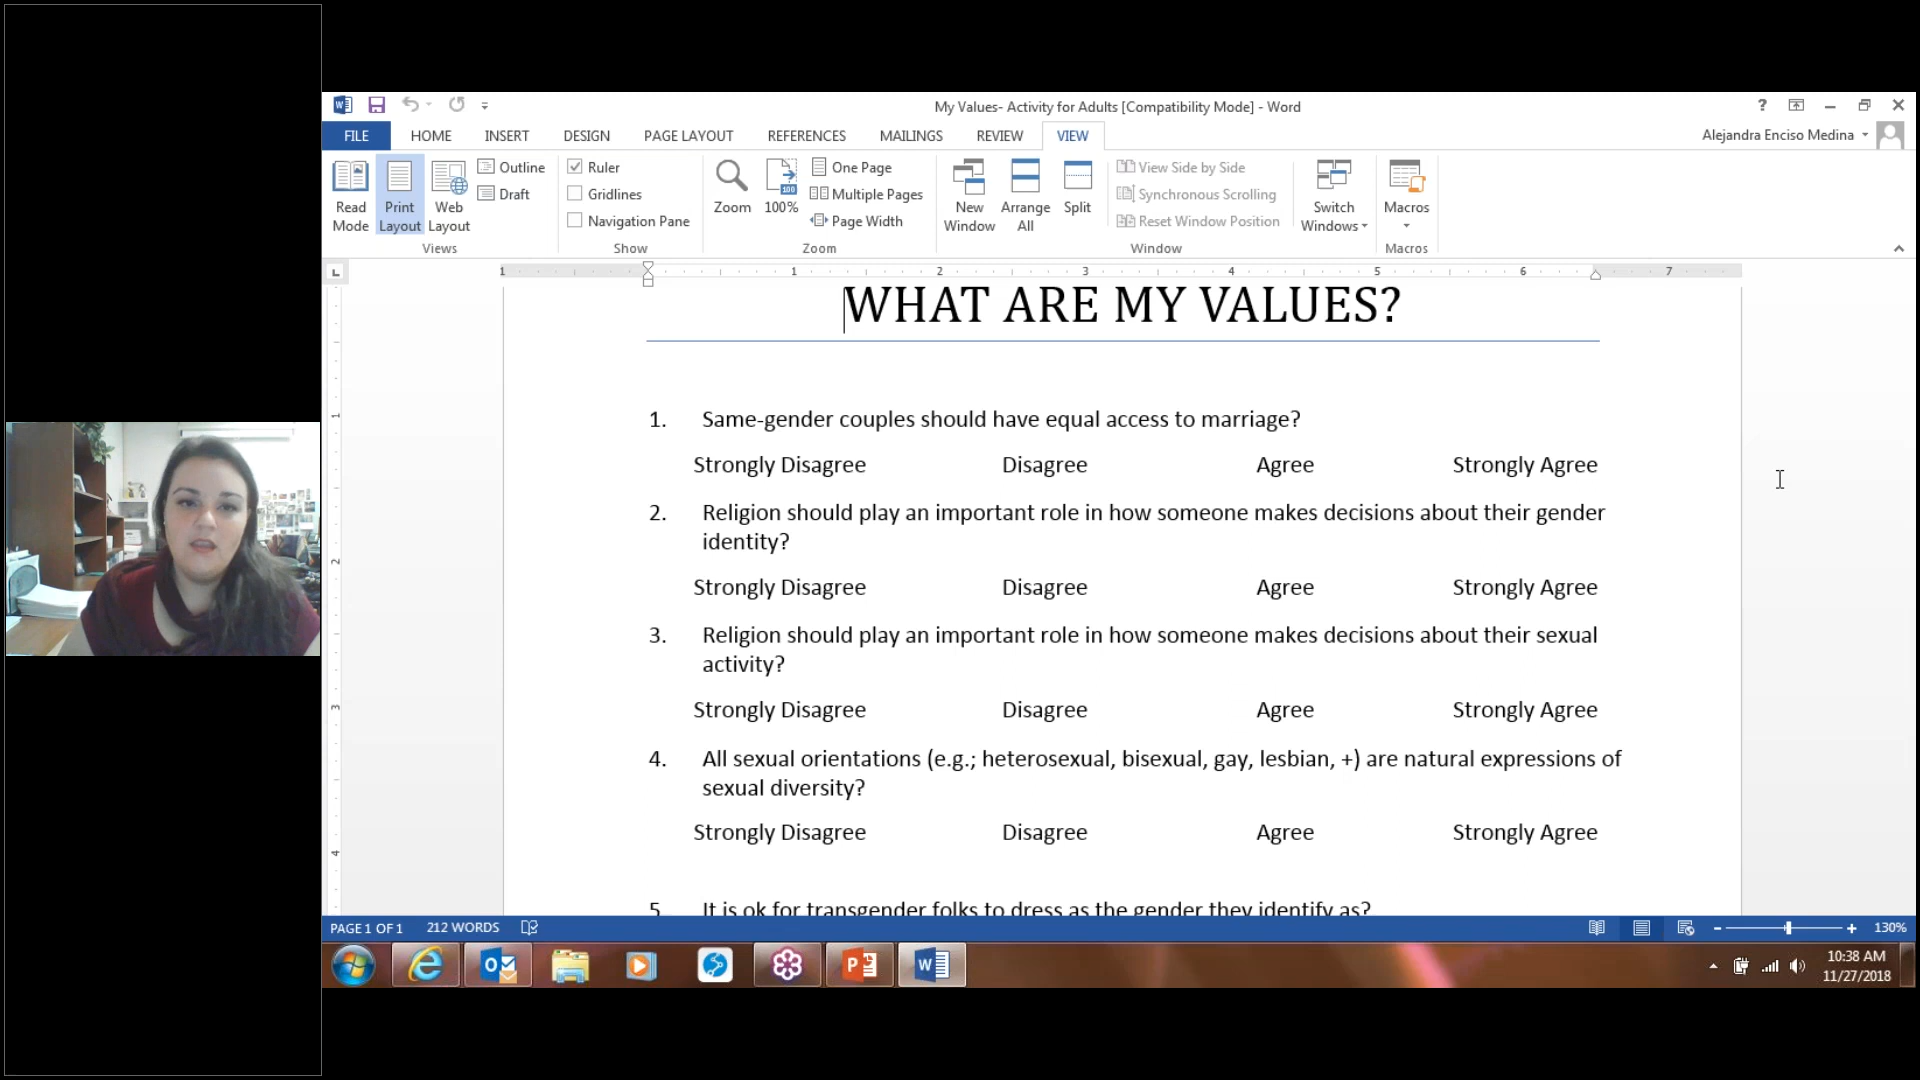 My Values- Activity for Adults [Compatibility Mode] - Word
FILE HOME INSERT DESIGN PAGE LAYOUT REFERENCES MAILINGS REVIEW VIEW
Alejandra Enciso Medina
Read Mode
Print Layout
Web Layout
Outline
Draft
Views
Ruler
Gridlines
Navigation Pane
Show
Zoom
100%
One Page
Multiple Pages
Page Width
Zoom
New Window
Arrange All
Split
View Side by Side
Synchronous Scrolling
Reset Window Position
Window
Switch Windows
Macros
Macros
1 1 2 3 4 5 6 7
WHAT ARE MY VALUES?
1. Same-gender couples should have equal access to marriage?
Strongly Disagree Disagree Agree Strongly Agree
2. Religion should play an important role in how someone makes decisions about their gender
identity?
Strongly Disagree Disagree Agree Strongly Agree
3. Religion should play an important role in how someone makes decisions about their sexual
activity?
Strongly Disagree Disagree Agree Strongly Agree
4. All sexual orientations (e.g.; heterosexual, bisexual, gay, lesbian, +) are natural expressions of
sexual diversity?
Strongly Disagree Disagree Agree Strongly Agree
5. It is ok for transgender folks to dress as the gender they identify as?
PAGE 1 OF 1 212 WORDS 130%
10:38 AM
11/27/2018